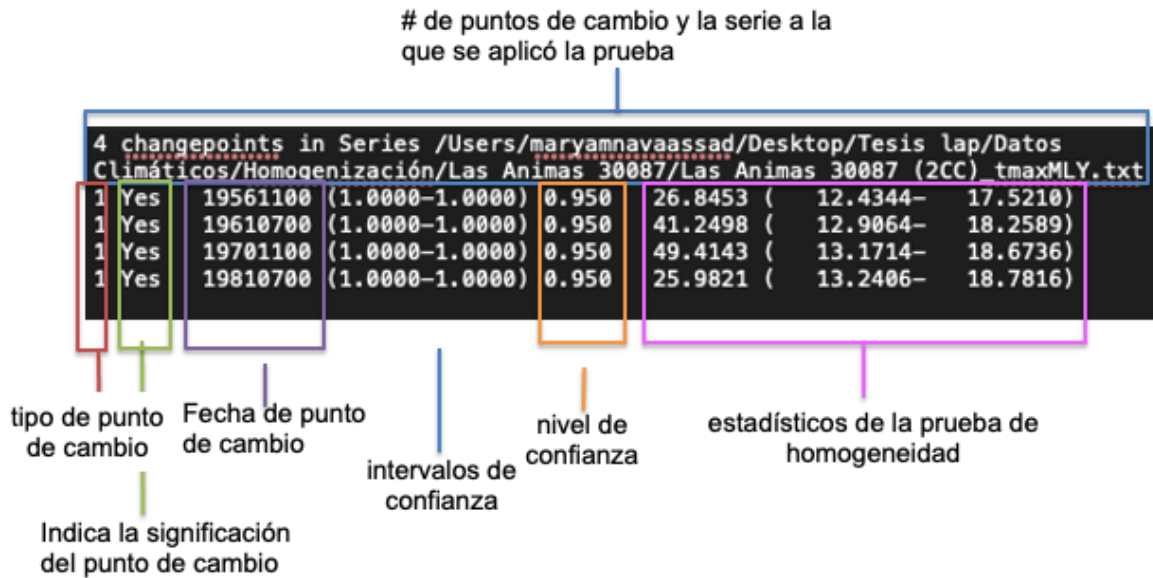 # de puntos de cambio y la serie a la
que se aplicó la prueba
4 changepoints in Series /Users/maryamnavaassad/Desktop/Tesis lap/Datos
Climáticos/Homogenización/Las Animas 30087/Las Animas 30087 (2CC)_tmaxMLY.txt
1 Yes 19561100 (1.0000-1.0000) 0.950 26.8453 ( 12.4344- 17.5210)
1 Yes 19610700 (1.0000-1.0000) 0.950 41.2498 ( 12.9064- 18.2589)
1 Yes 19701100 (1.0000-1.0000) 0.950 49.4143 ( 13.1714- 18.6736)
1 Yes 19810700 (1.0000-1.0000) 0.950 25.9821 ( 13.2406- 18.7816)
tipo de punto
de cambio
Fecha de punto
de cambio
intervalos de
confianza
nivel de
confianza
estadísticos de la prueba de
homogeneidad
Indica la significación
del punto de cambio